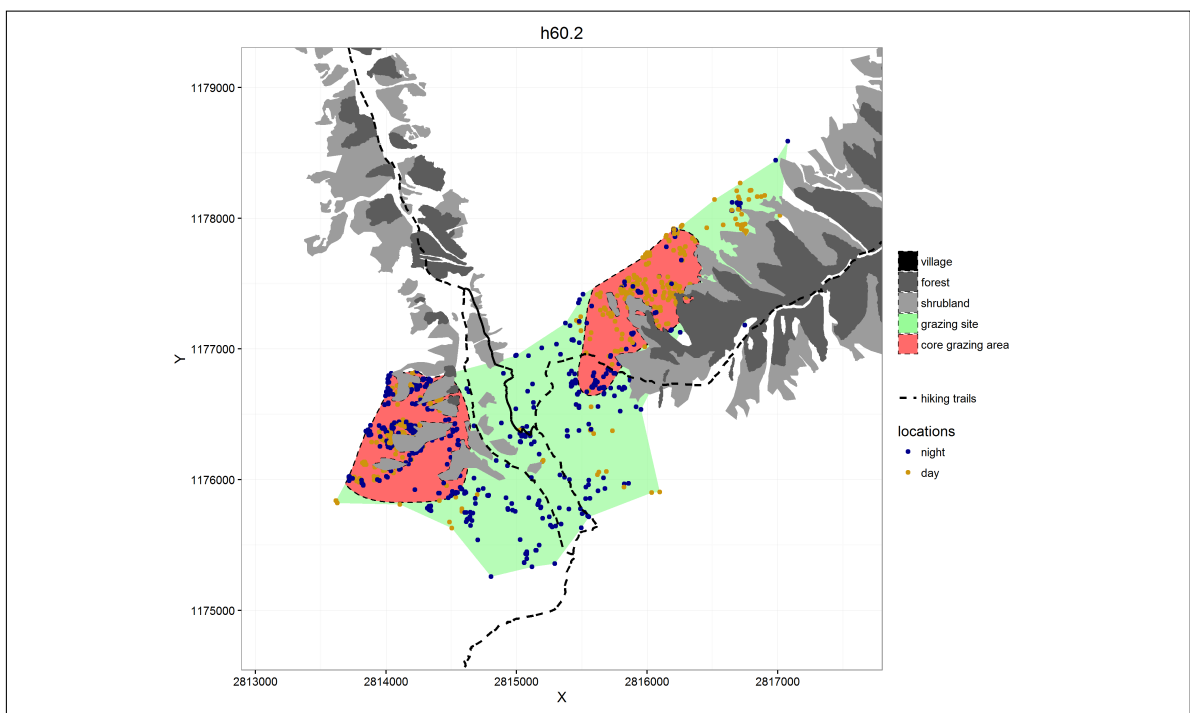 h60.2
1179000
1178000
1177000
1176000
1175000
Y
2813000 2814000 2815000 2816000 2817000
X
village
forest
shrubland
grazing site
core grazing area
hiking trails
locations
night
day